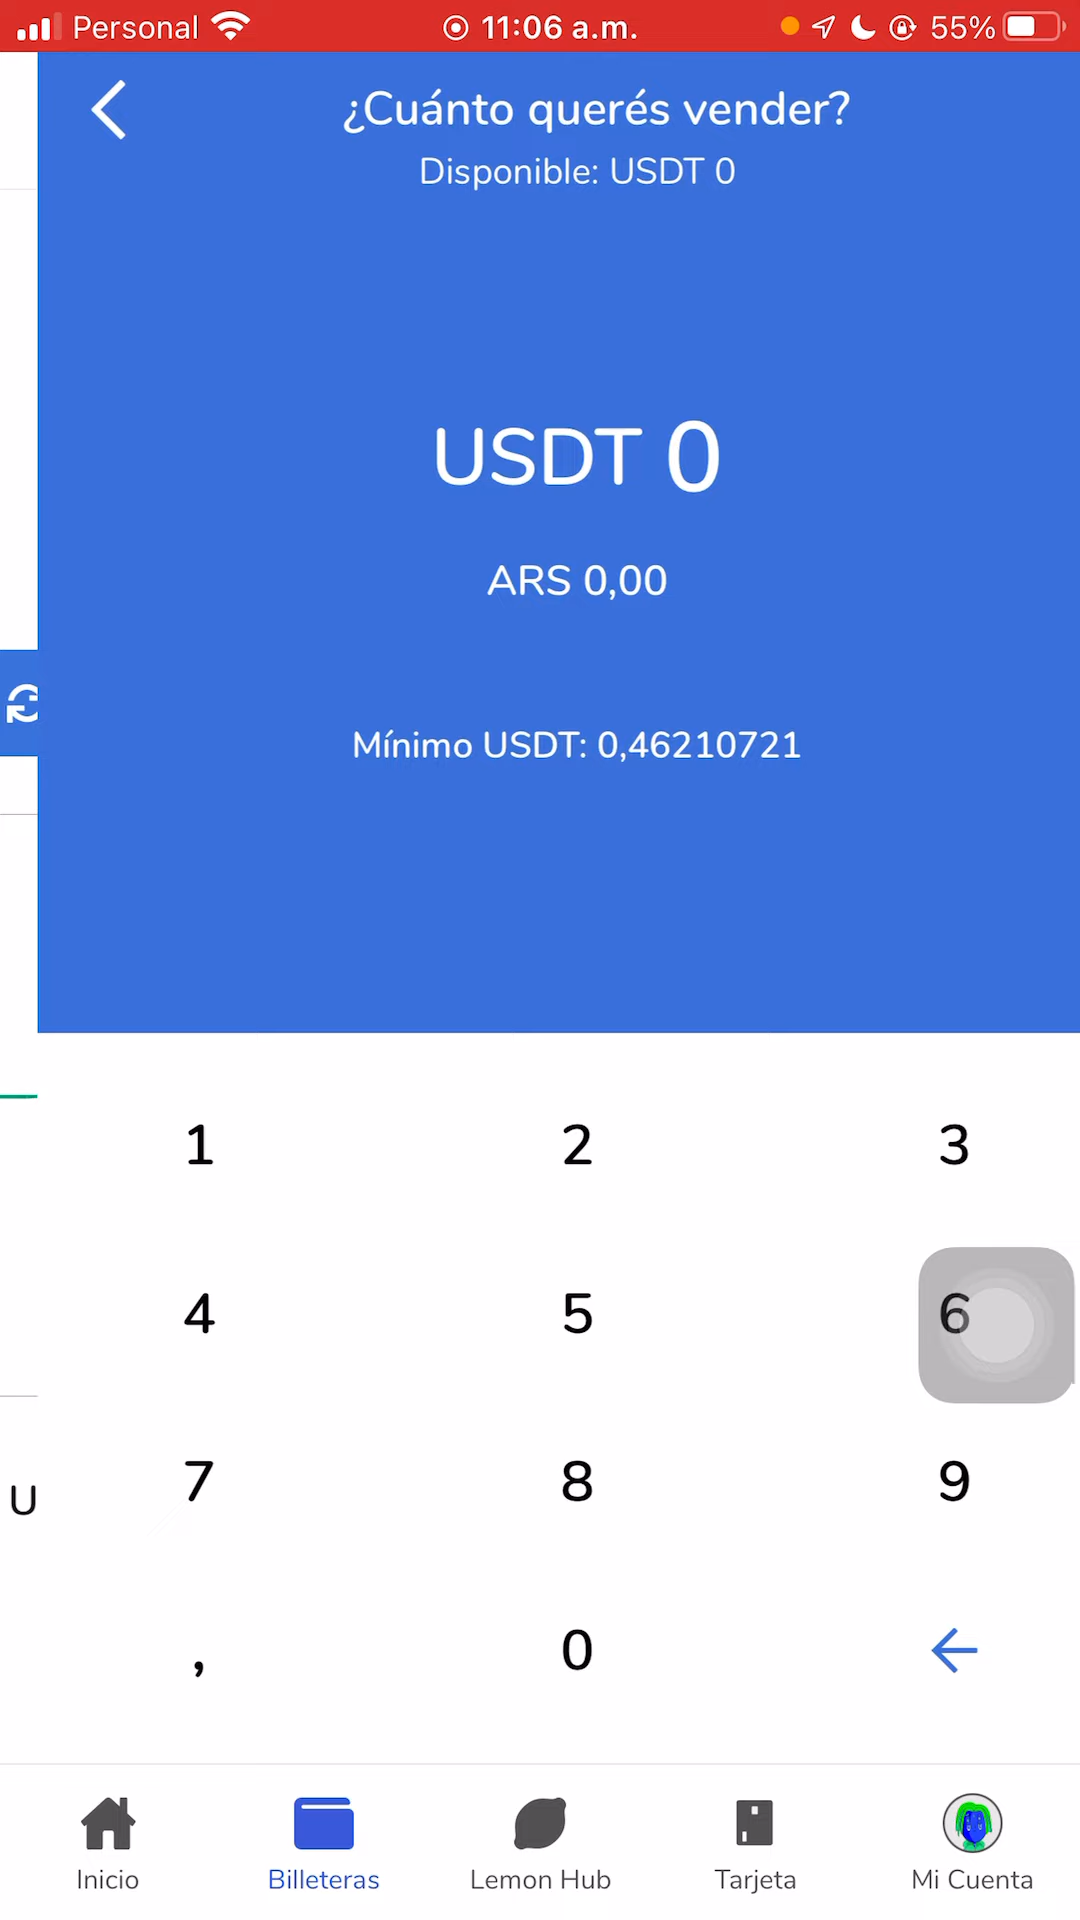 Personal 11:06 a.m. 55%
¿Cuánto querés vender?
Disponible: USDT 0
USDT 0
ARS 0,00
Mínimo USDT: 0,46210721
1 2 3
4 5 6
U 7 8 9
, 0
Inicio Billeteras Lemon Hub Tarjeta Mi Cuenta